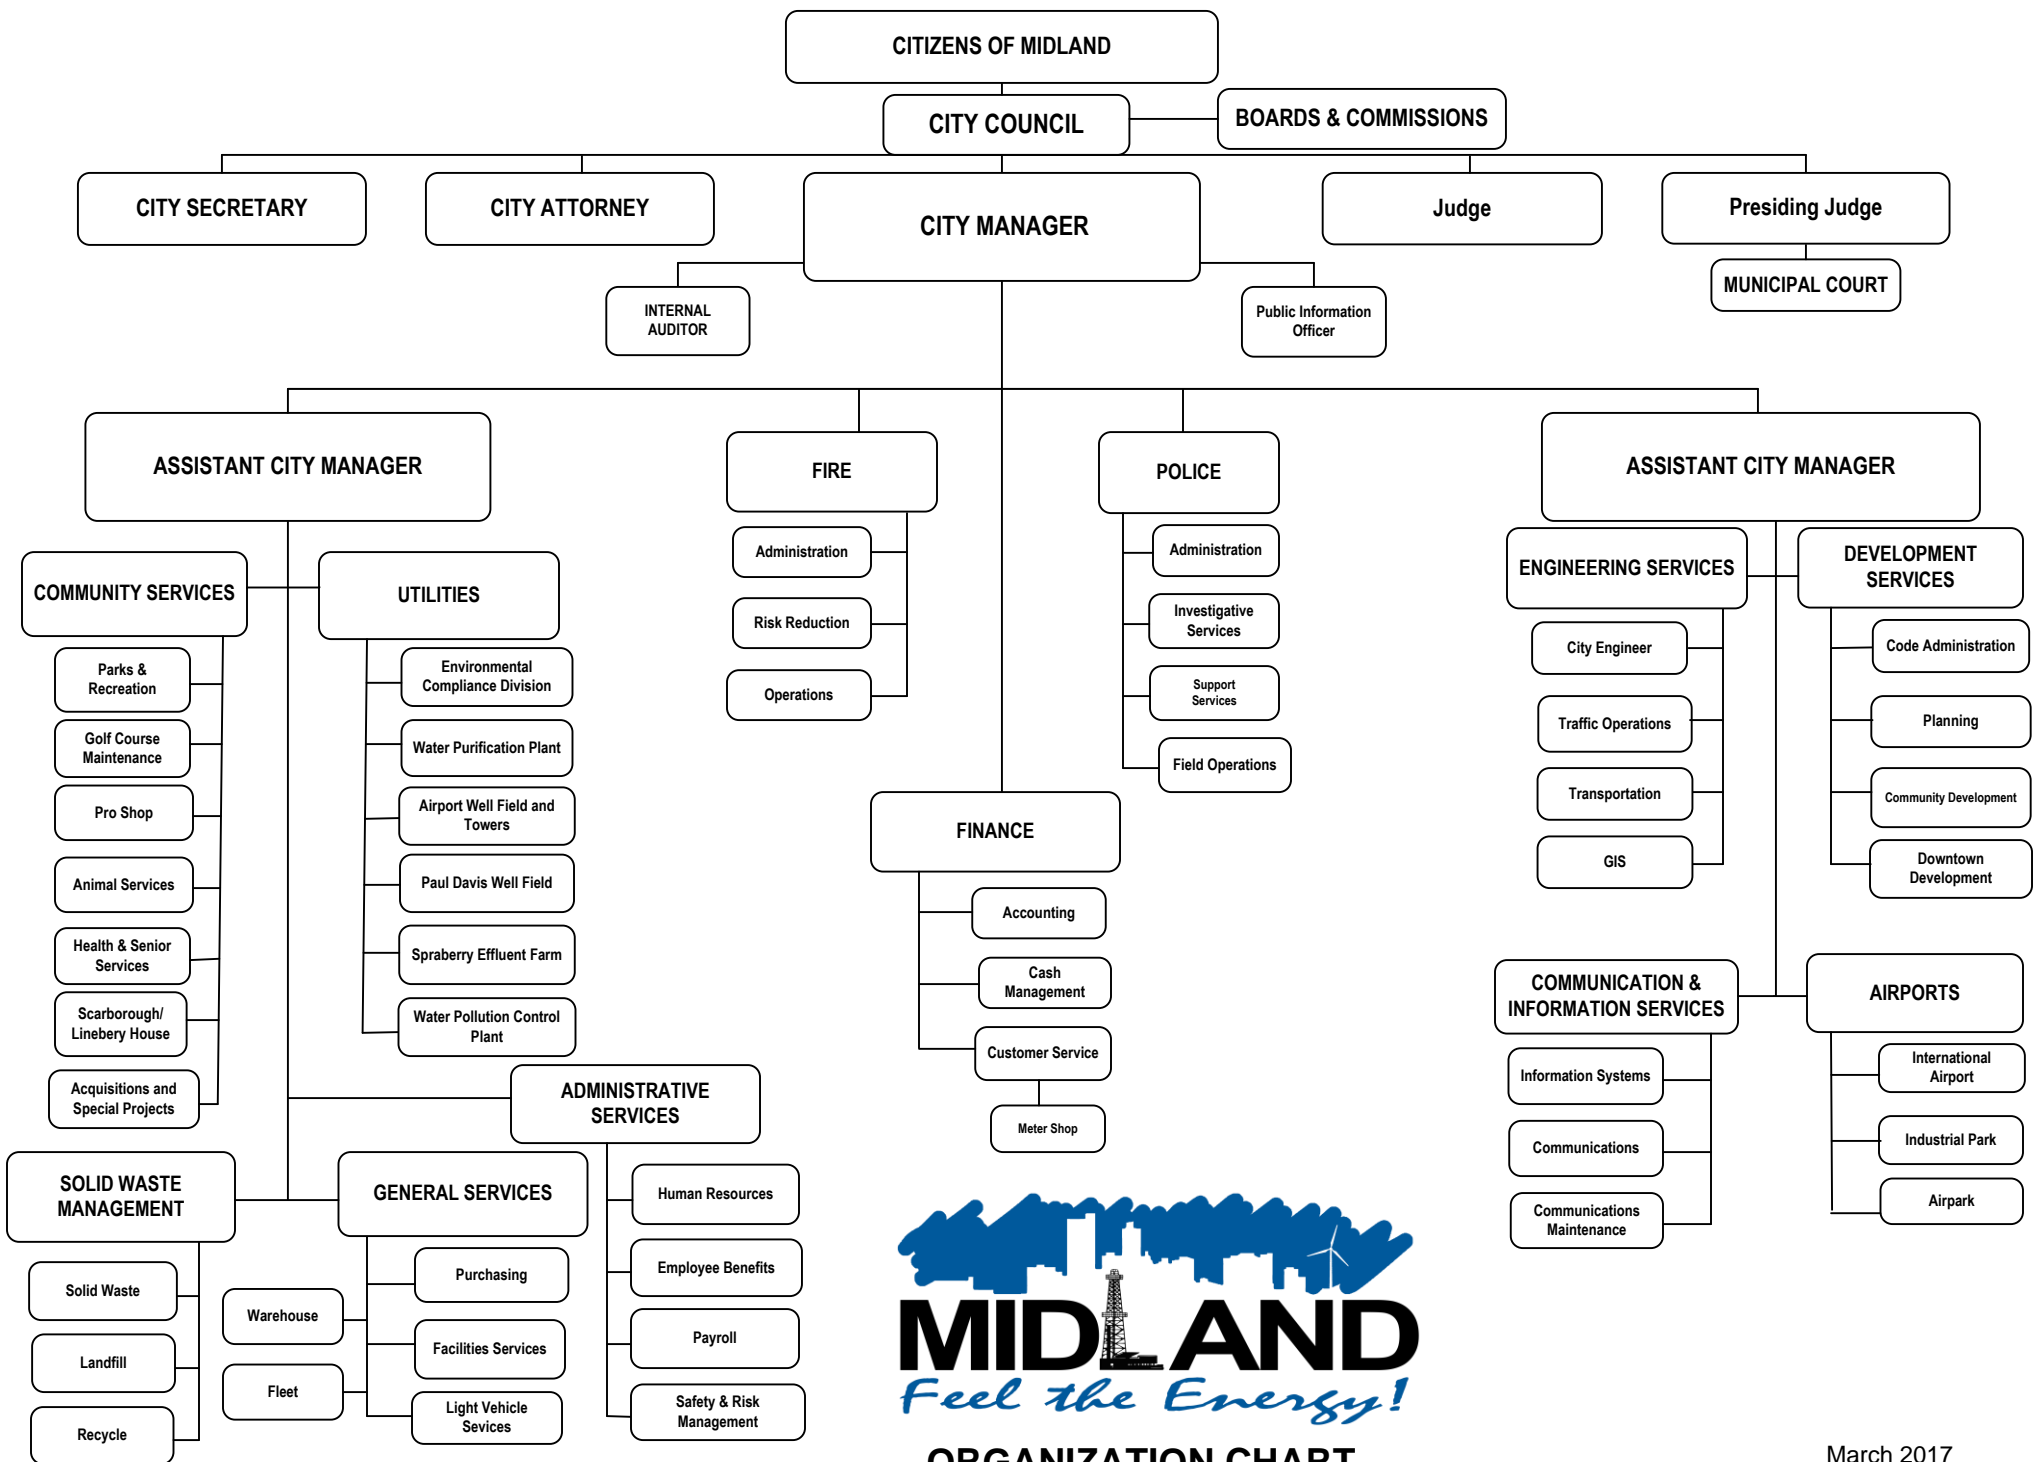 CITIZENS OF MIDLAND
CITY COUNCIL
BOARDS & COMMISSIONS
CITY SECRETARY
CITY ATTORNEY
CITY MANAGER
Judge
Presiding Judge
MUNICIPAL COURT
INTERNAL
AUDITOR
Public Information
Officer
ASSISTANT CITY MANAGER
FIRE
POLICE
ASSISTANT CITY MANAGER
COMMUNITY SERVICES
Parks &
Recreation
Golf Course
Maintenance
Pro Shop
Animal Services
Health & Senior
Services
Scarborough/
Linebery House
Acquisitions and
Special Projects
UTILITIES
Environmental
Compliance Division
Water Purification Plant
Airport Well Field and
Towers
Paul Davis Well Field
Spraberry Effluent Farm
Water Pollution Control
Plant
ADMINISTRATIVE
SERVICES
Human Resources
Employee Benefits
Payroll
Safety & Risk
Management
SOLID WASTE
MANAGEMENT
Solid Waste
Landfill
Recycle
GENERAL SERVICES
Purchasing
Warehouse
Facilities Services
Fleet
Light Vehicle
Sevices
Administration
Risk Reduction
Operations
Administration
Investigative
Services
Support
Services
Field Operations
FINANCE
Accounting
Cash
Management
Customer Service
Meter Shop
ENGINEERING SERVICES
City Engineer
Traffic Operations
Transportation
GIS
DEVELOPMENT
SERVICES
Code Administration
Planning
Community Development
Downtown
Development
COMMUNICATION &
INFORMATION SERVICES
Information Systems
Communications
Communications
Maintenance
AIRPORTS
International
Airport
Industrial Park
Airpark
MIDLAND
Feel the Energy!
ORGANIZATION CHART
March 2017